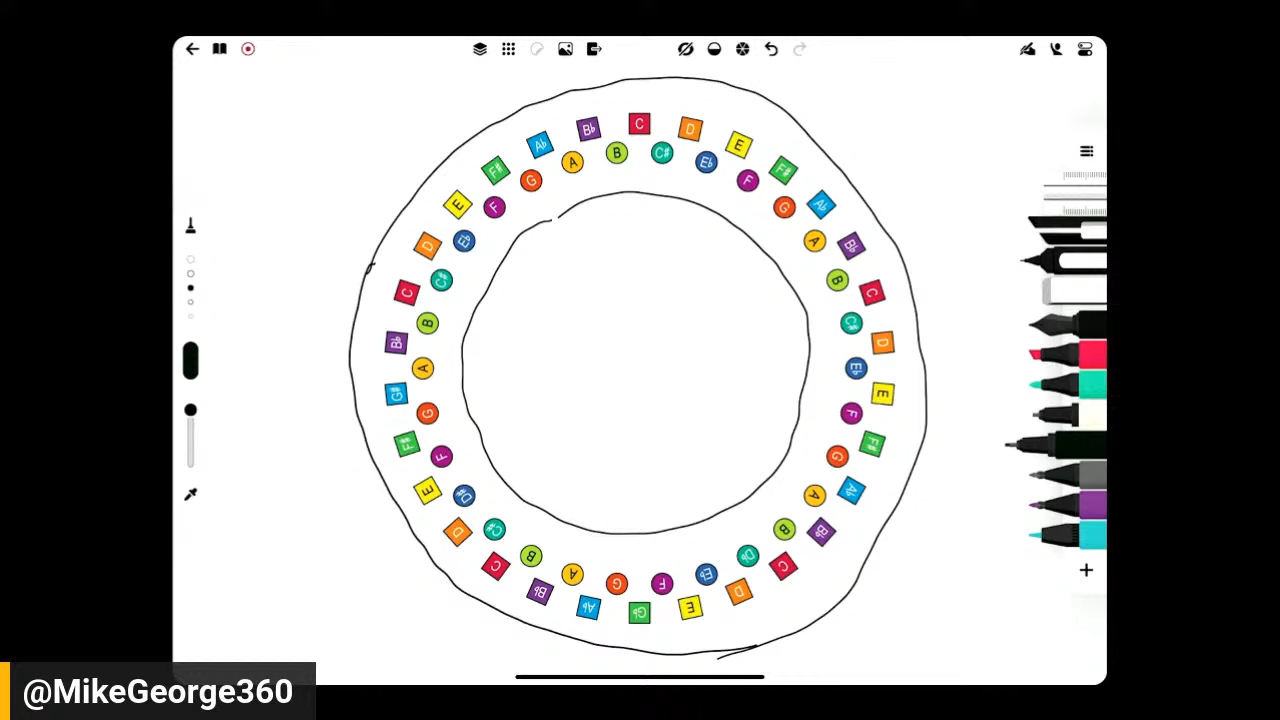 C D E F# A♭ B♭ C D E F# A♭ B♭ C D E G♭ A♭ B♭ C D E F# G# B♭ C D E F# A♭ B♭
C# E♭ F G A B C# E♭ F G A B D♭ E♭ F G A B C# D# F G A B C# E♭ F G A B
@MikeGeorge360